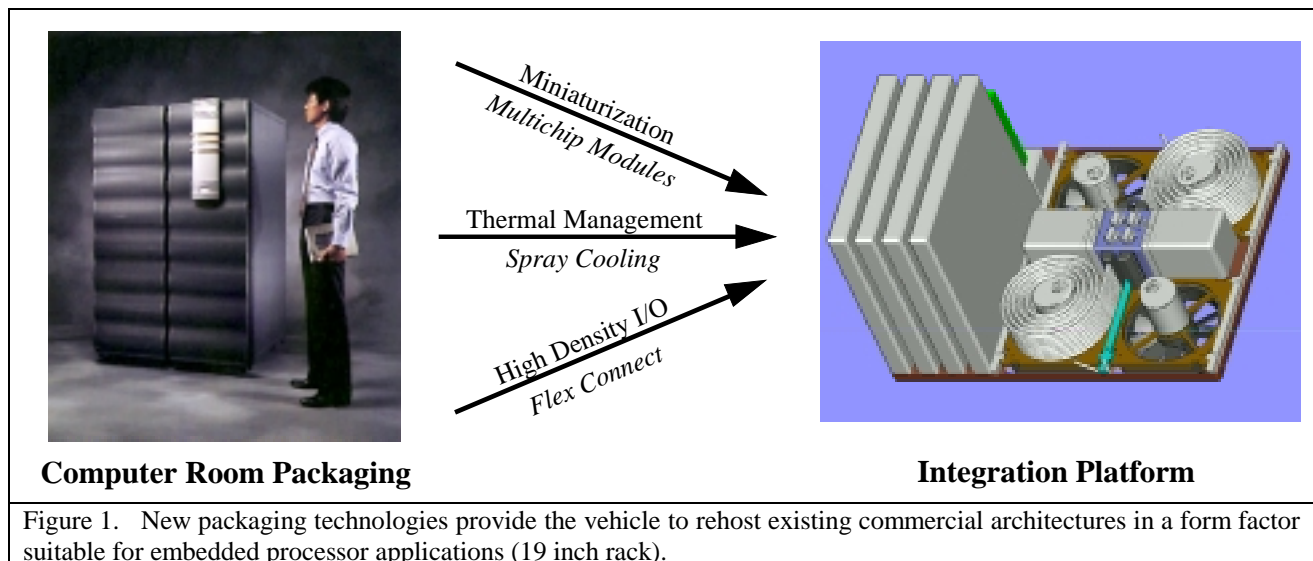 Miniaturization
Multichip Modules
Thermal Management
Spray Cooling
High Density I/O
Flex Connect
Computer Room Packaging
Integration Platform
Figure 1. New packaging technologies provide the vehicle to rehost existing commercial architectures in a form factor
suitable for embedded processor applications (19 inch rack).